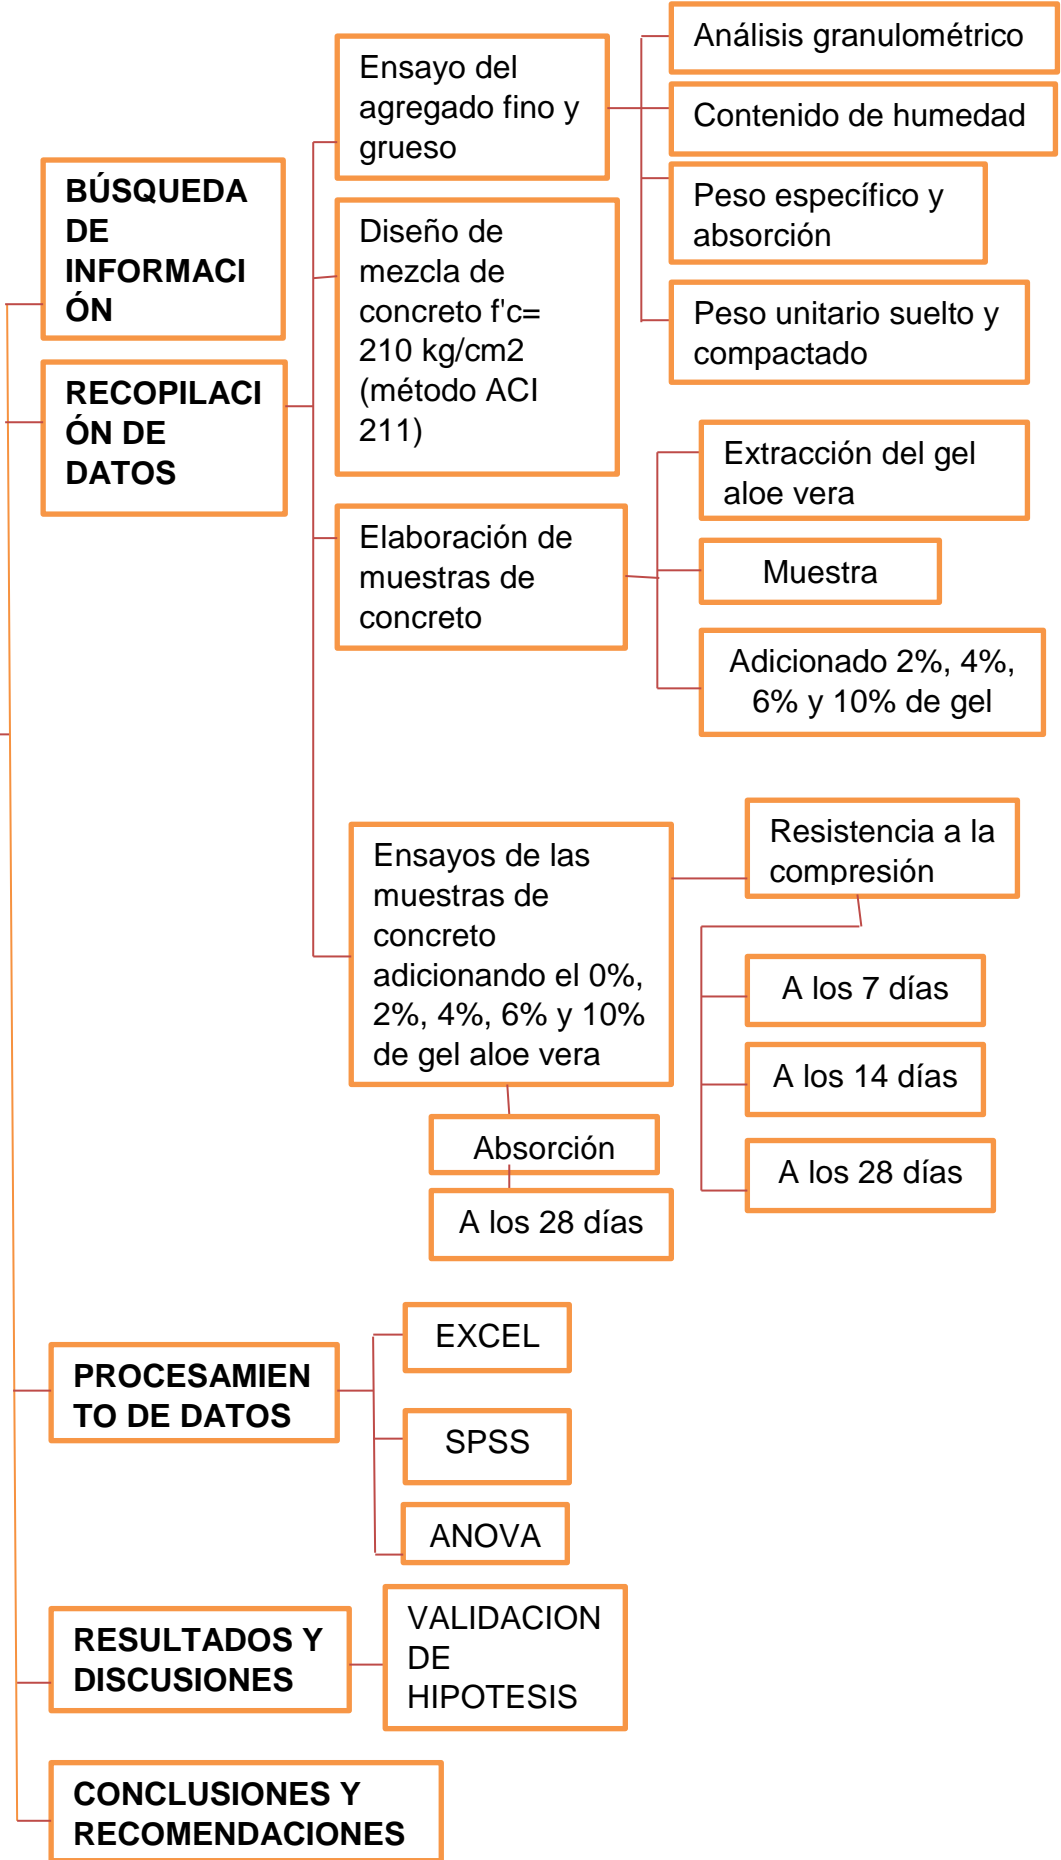 BÚSQUEDA
DE
INFORMACI
ÓN
RECOPILACI
ÓN DE
DATOS
Ensayo del
agregado fino y
grueso
Análisis granulométrico
Contenido de humedad
Peso específico y
absorción
Peso unitario suelto y
compactado
Diseño de
mezcla de
concreto f'c=
210 kg/cm2
(método ACI
211)
Elaboración de
muestras de
concreto
Extracción del gel
aloe vera
Muestra
Adicionado 2%, 4%,
6% y 10% de gel
Ensayos de las
muestras de
concreto
adicionando el 0%,
2%, 4%, 6% y 10%
de gel aloe vera
Resistencia a la
compresión
A los 7 días
A los 14 días
A los 28 días
Absorción
A los 28 días
PROCESAMIEN
TO DE DATOS
EXCEL
SPSS
ANOVA
RESULTADOS Y
DISCUSIONES
VALIDACION
DE
HIPOTESIS
CONCLUSIONES Y
RECOMENDACIONES